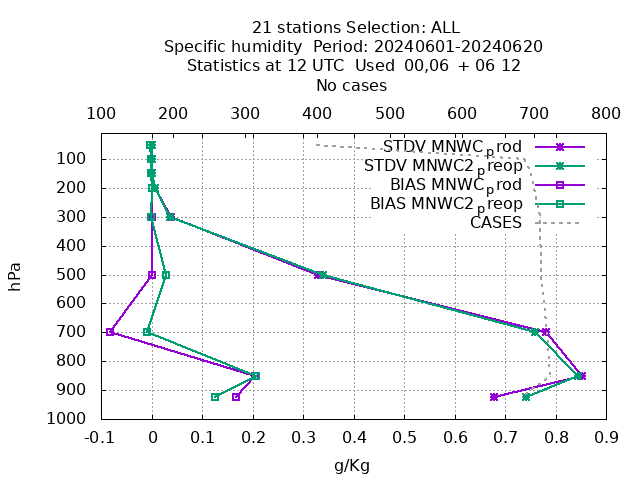 21 stations Selection: ALL
Specific humidity Period: 20240601-20240620
Statistics at 12 UTC Used 00,06 + 06 12
No cases
100 200 300 400 500 600 700 800
STDV MNWC_prod
STDV MNWC2_preop
BIAS MNWC_prod
BIAS MNWC2_preop
CASES
hPa
100
200
300
400
500
600
700
800
900
1000
-0.1 0 0.1 0.2 0.3 0.4 0.5 0.6 0.7 0.8 0.9
g/Kg